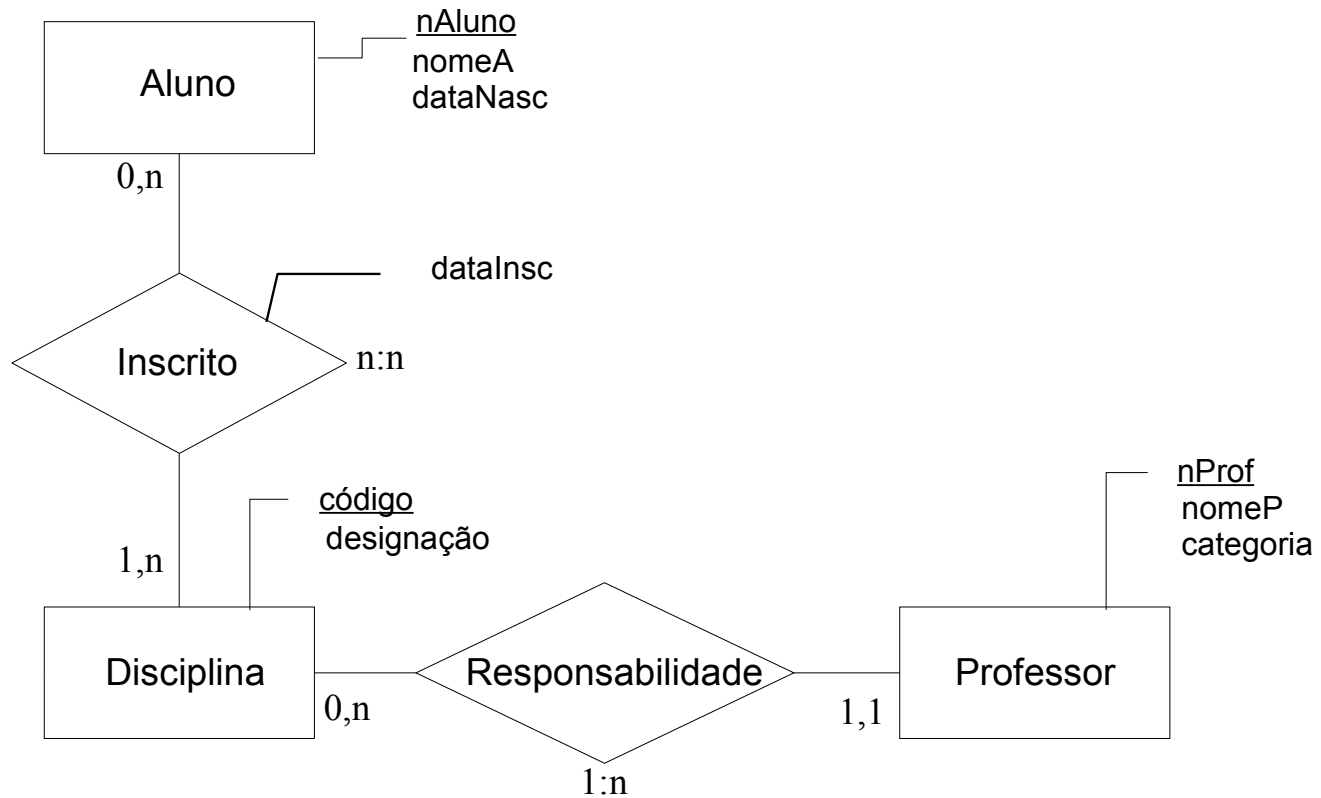 nAluno
nomeA
dataNasc
Aluno
0,n
dataInsc
Inscrito
n:n
código
designação
1,n
nProf
nomeP
categoria
Disciplina
Responsabilidade
Professor
0,n
1,1
1:n